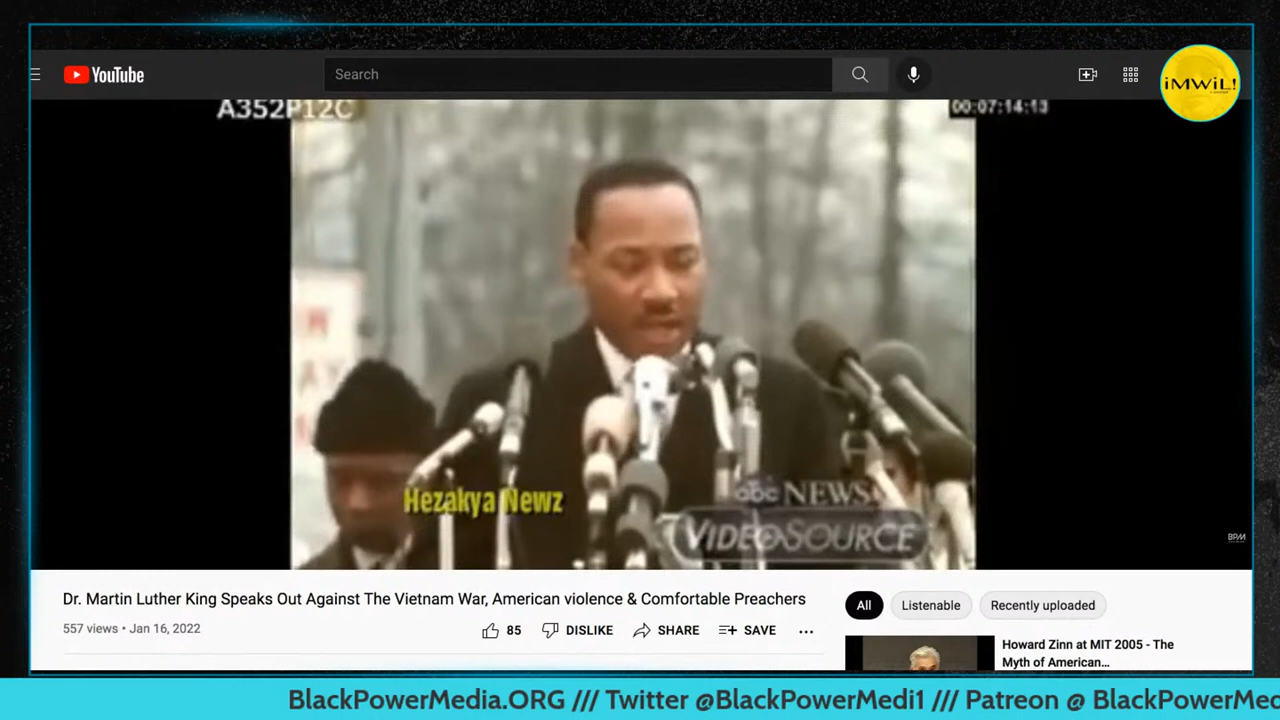 YouTube
Search
iMWiL!
A352P12C
00:07:14:13
Hezakya Newz
abc NEWS
VIDEOSOURCE
BPM
Dr. Martin Luther King Speaks Out Against The Vietnam War, American violence & Comfortable Preachers
557 views • Jan 16, 2022
85
DISLIKE
SHARE
SAVE
All
Listenable
Recently uploaded
Howard Zinn at MIT 2005 - The
Myth of American...
BlackPowerMedia.ORG /// Twitter @BlackPowerMedi1 /// Patreon @ BlackPowerMed